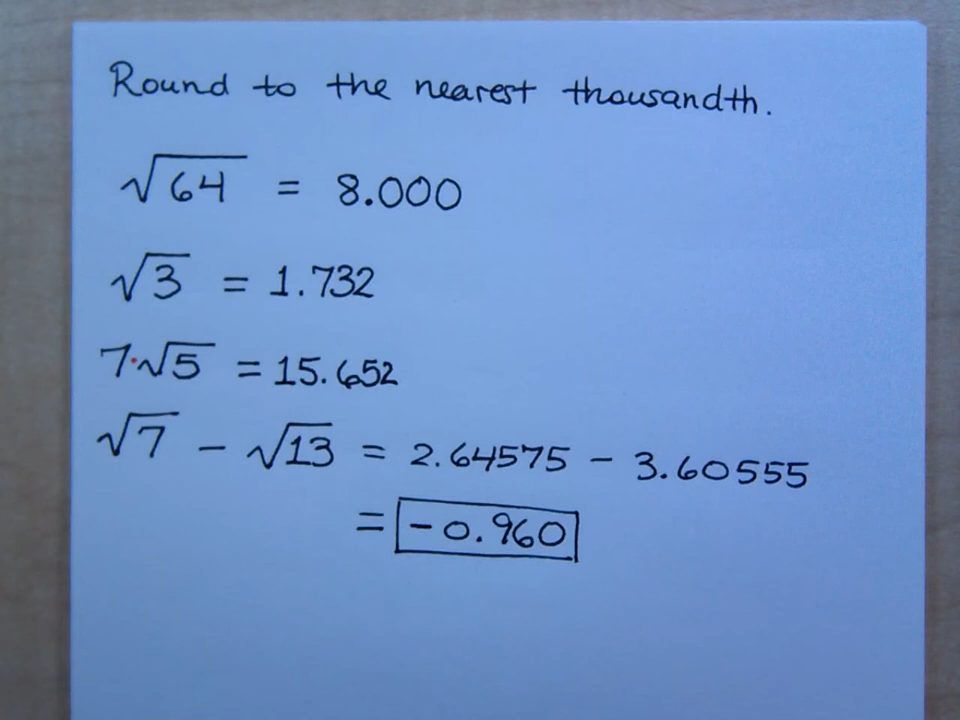 Round to the nearest thousandth.
√64 = 8.000
√3 = 1.732
7·√5 = 15.652
√7 − √13 = 2.64575 − 3.60555
= −0.960